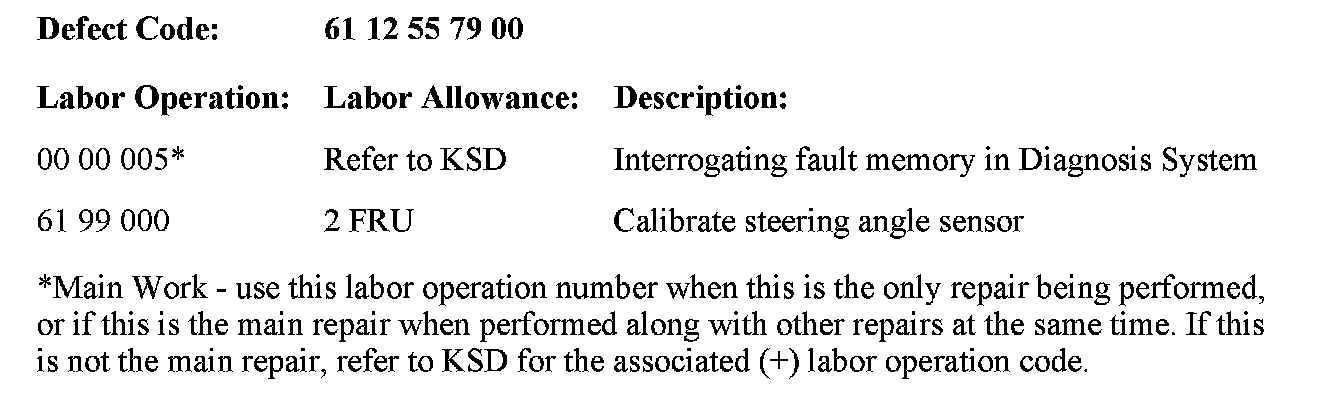 Defect Code: 61 12 55 79 00
Labor Operation: Labor Allowance: Description:
00 00 005* Refer to KSD Interrogating fault memory in Diagnosis System
61 99 000 2 FRU Calibrate steering angle sensor
*Main Work - use this labor operation number when this is the only repair being performed,
or if this is the main repair when performed along with other repairs at the same time. If this
is not the main repair, refer to KSD for the associated (+) labor operation code.